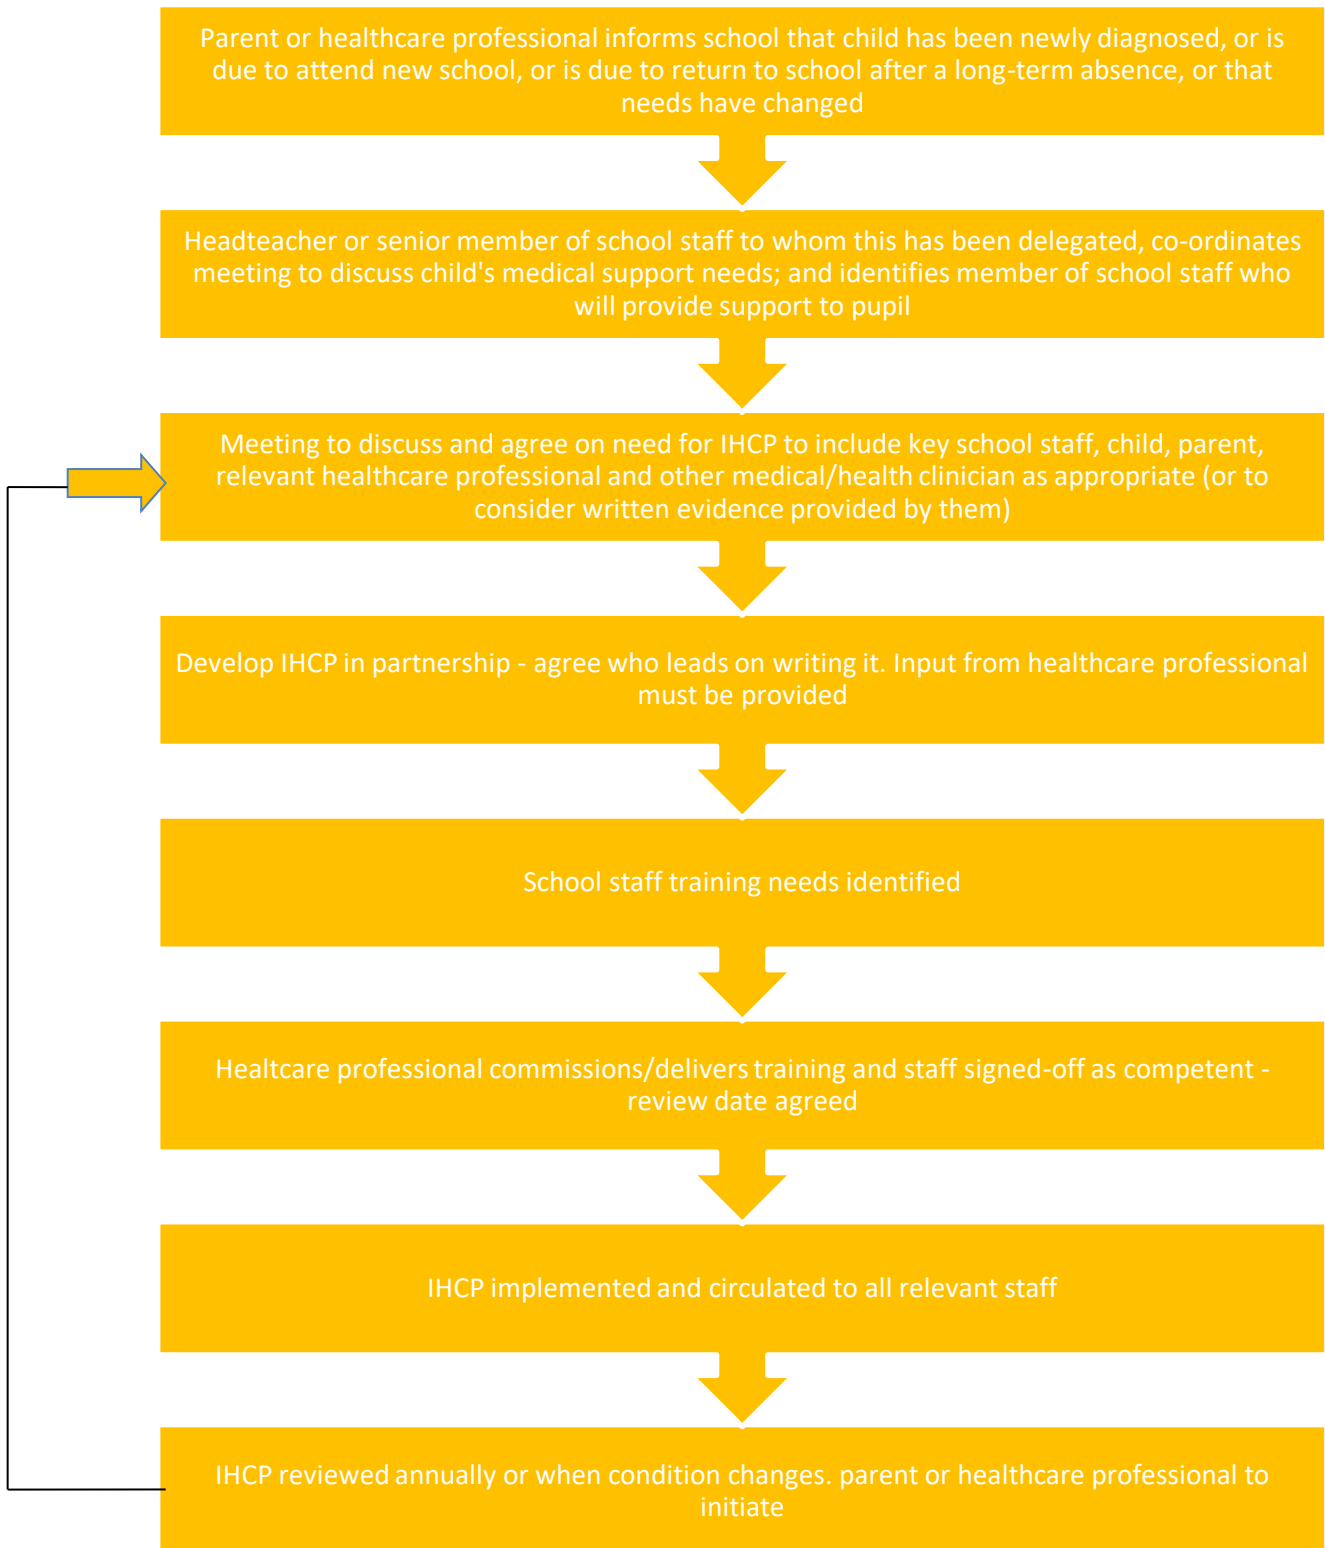 Parent or healthcare professional informs school that child has been newly diagnosed, or is
due to attend new school, or is due to return to school after a long-term absence, or that
needs have changed
Headteacher or senior member of school staff to whom this has been delegated, co-ordinates
meeting to discuss child's medical support needs; and identifies member of school staff who
will provide support to pupil
Meeting to discuss and agree on need for IHCP to include key school staff, child, parent,
relevant healthcare professional and other medical/health clinician as appropriate (or to
consider written evidence provided by them)
Develop IHCP in partnership - agree who leads on writing it. Input from healthcare professional
must be provided
School staff training needs identified
Healtcare professional commissions/delivers training and staff signed-off as competent -
review date agreed
IHCP implemented and circulated to all relevant staff
IHCP reviewed annually or when condition changes. parent or healthcare professional to
initiate